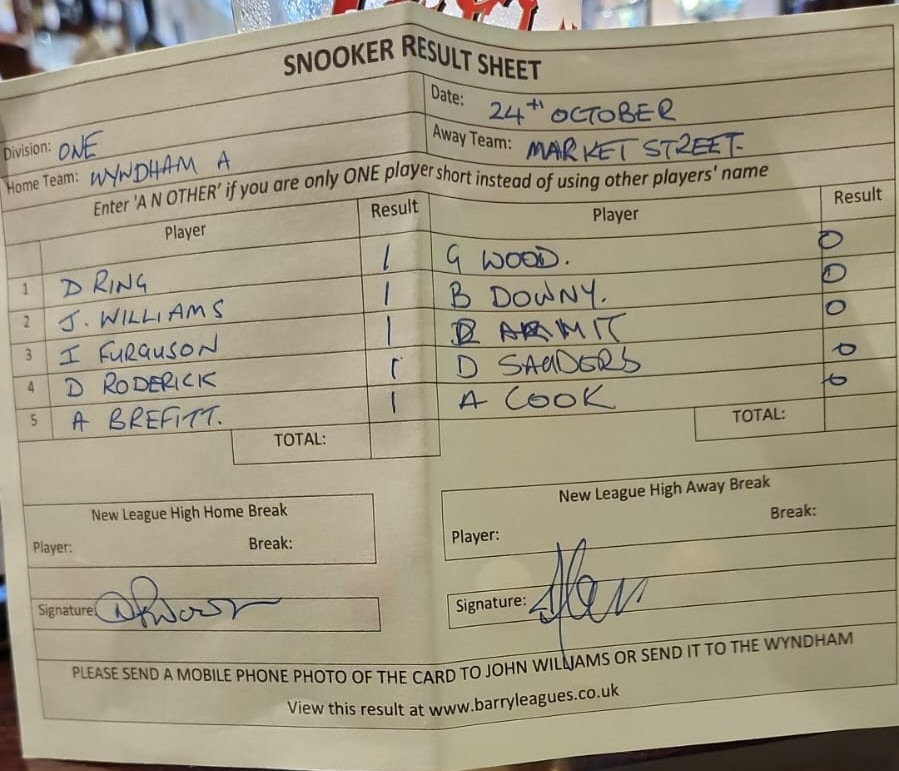 SNOOKER RESULT SHEET
Division: ONE Date: 24TH OCTOBER
Home Team: WYNDHAM A Away Team: MARKET STREET.
Enter 'A N OTHER' if you are only ONE player short instead of using other players' name
Player Result Player Result
1 D RING 1 G WOOD. 0
2 J. WILLIAMS 1 B DOWNY. 0
3 I FURGUSON 1 0
4 D RODERICK 1 D SAUDERS 0
5 A BREFITT. 1 A COOK 0
TOTAL: TOTAL:
New League High Home Break New League High Away Break
Player: Break: Player: Break:
Signature: Signature:
PLEASE SEND A MOBILE PHONE PHOTO OF THE CARD TO JOHN WILLIAMS OR SEND IT TO THE WYNDHAM
View this result at www.barryleagues.co.uk